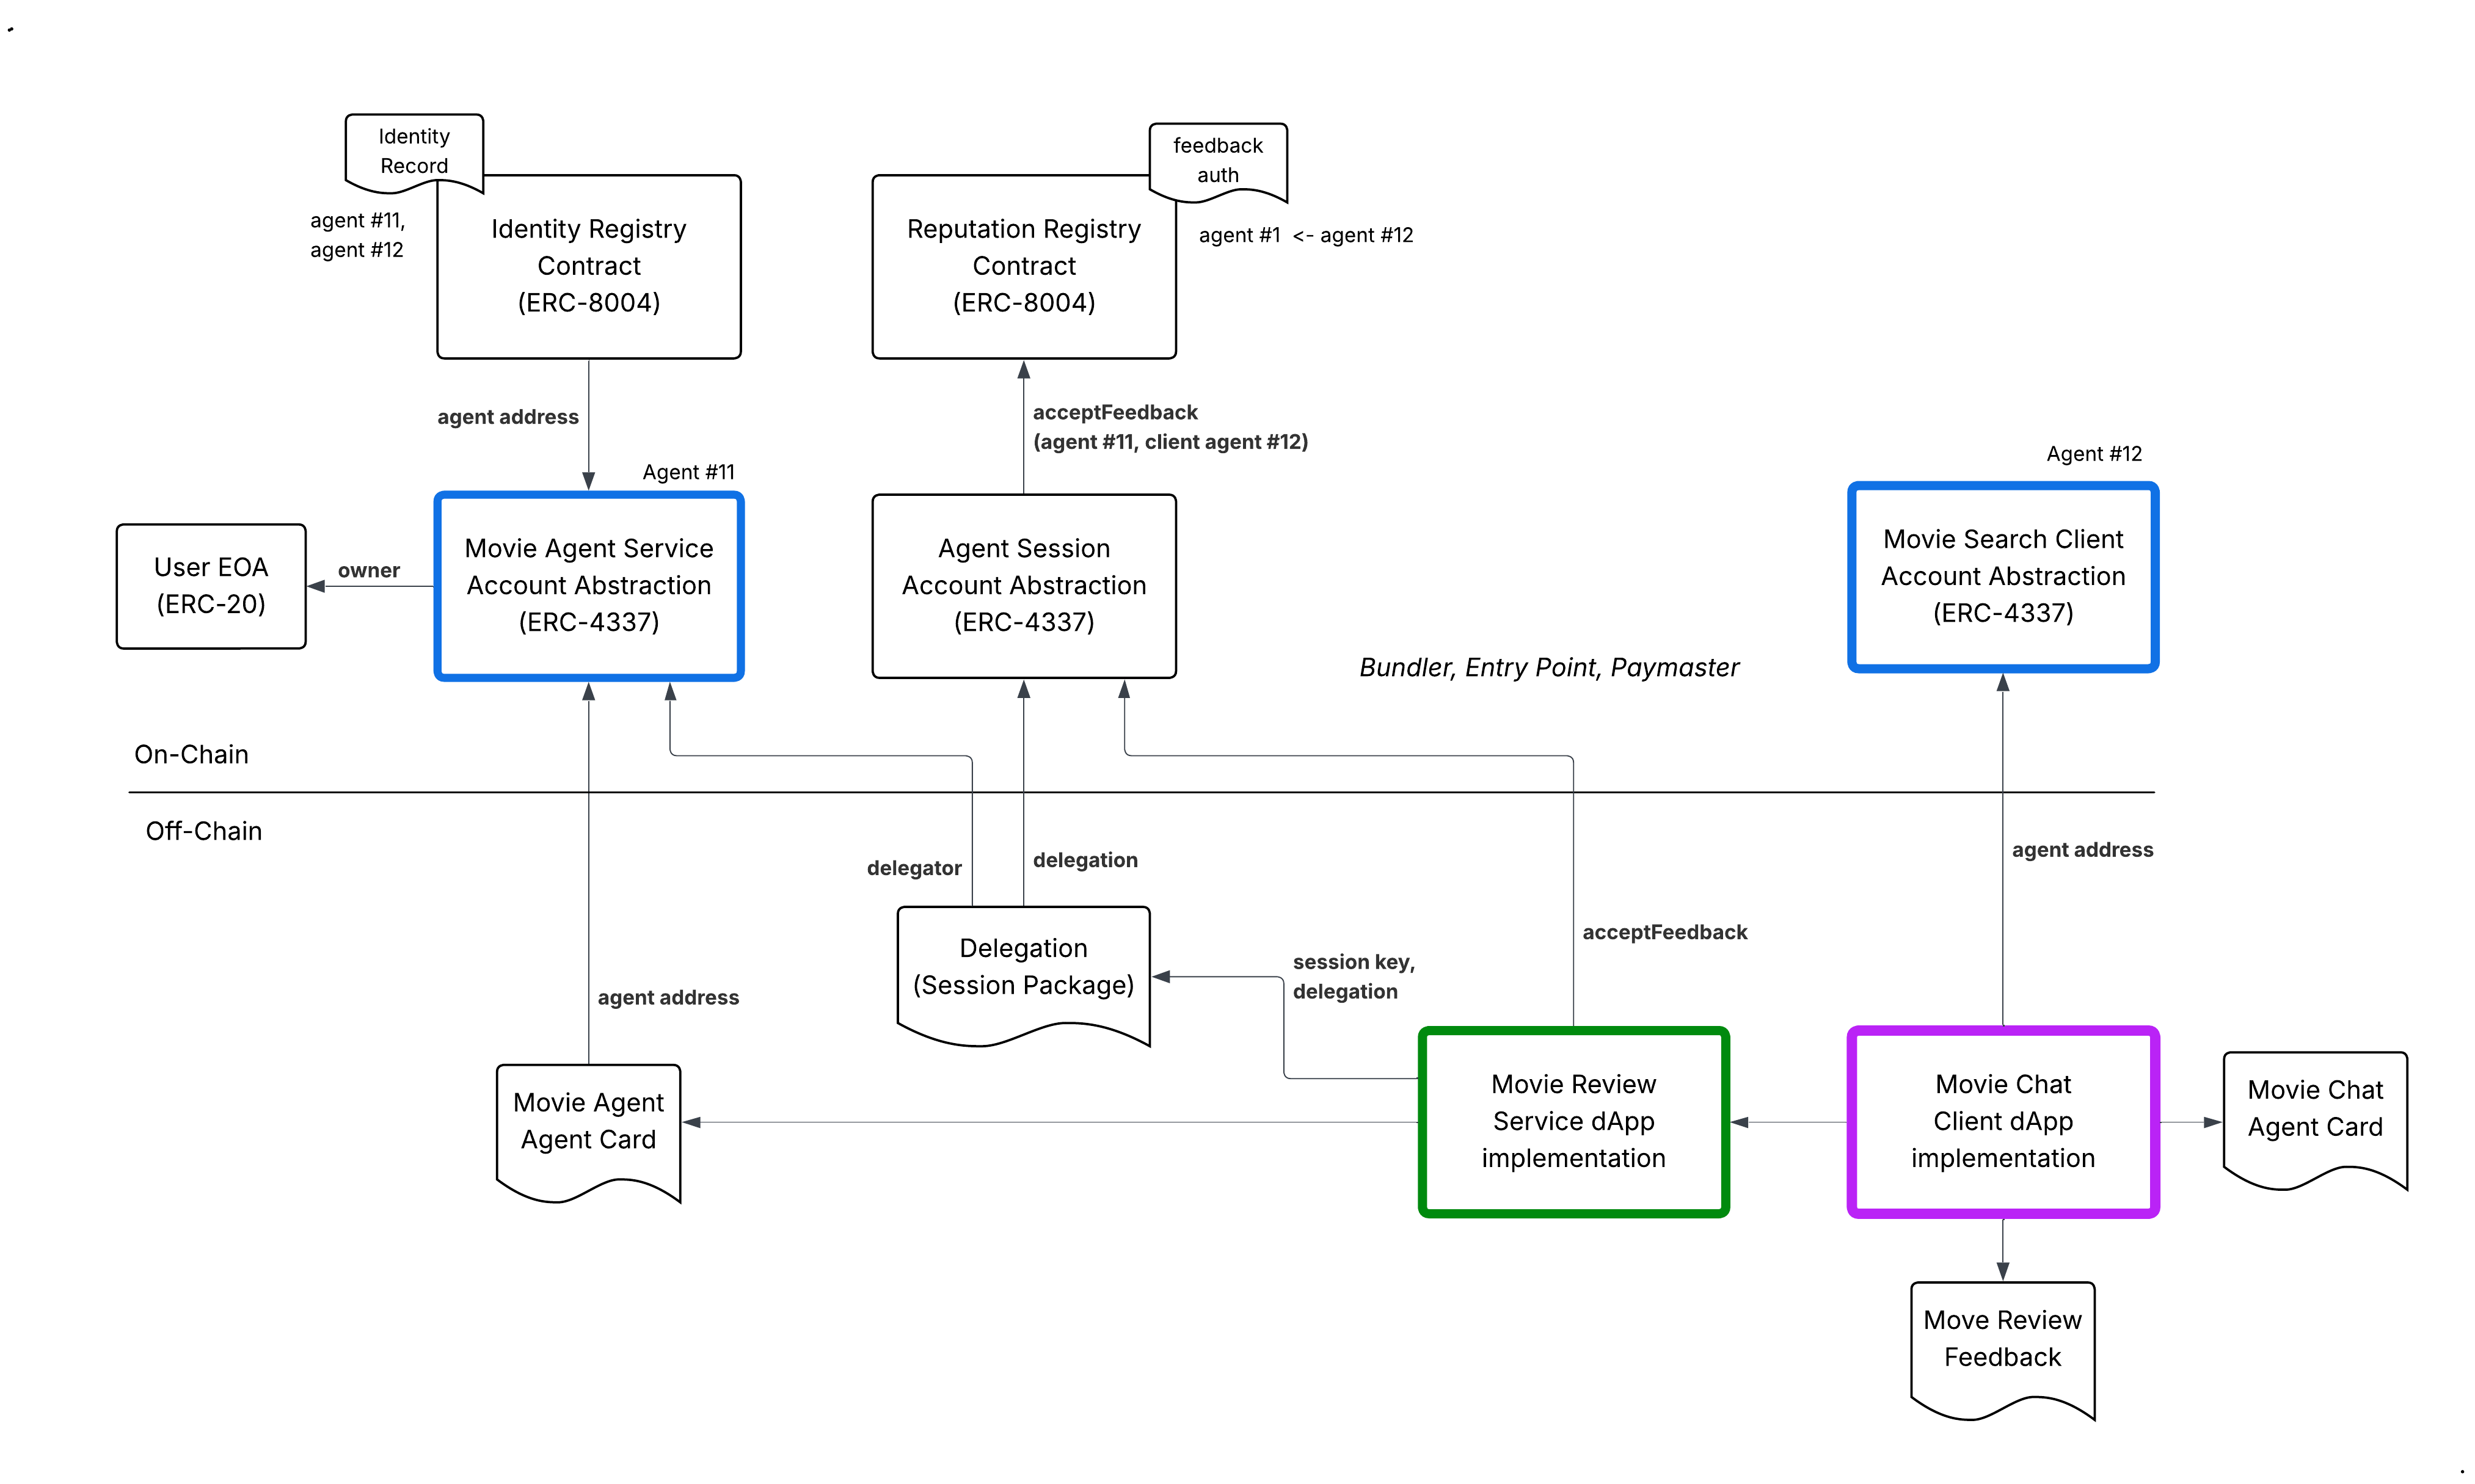 Identity
Record
feedback
auth
agent #11,
agent #12
Identity Registry
Contract
(ERC-8004)
Reputation Registry
Contract
(ERC-8004)
agent #1 <- agent #12
agent address
acceptFeedback
(agent #11, client agent #12)
Agent #11
Agent #12
User EOA
(ERC-20)
owner
Movie Agent Service
Account Abstraction
(ERC-4337)
Agent Session
Account Abstraction
(ERC-4337)
Movie Search Client
Account Abstraction
(ERC-4337)
Bundler, Entry Point, Paymaster
On-Chain
Off-Chain
delegator
delegation
agent address
acceptFeedback
Delegation
(Session Package)
session key,
delegation
agent address
Movie Agent
Agent Card
Movie Review
Service dApp
implementation
Movie Chat
Client dApp
implementation
Movie Chat
Agent Card
Move Review
Feedback